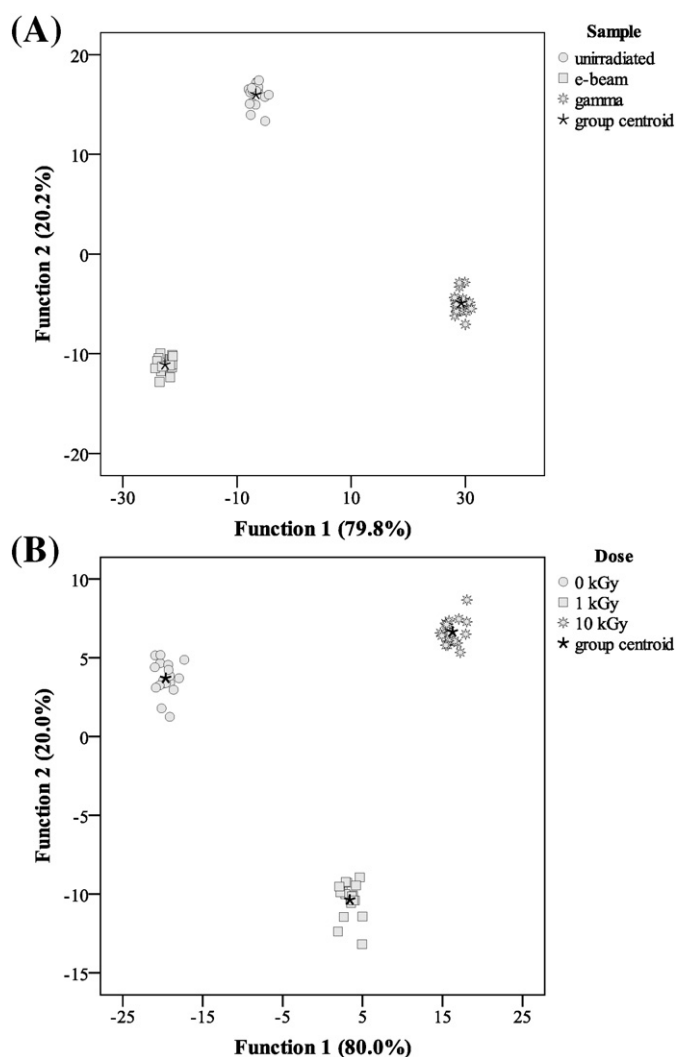 (A)
Sample
unirradiated
e-beam
gamma
group centroid
Function 2 (20.2%)
20
10
0
-10
-20
-30
-10
10
30
Function 1 (79.8%)
(B)
Dose
0 kGy
1 kGy
10 kGy
group centroid
Function 2 (20.0%)
10
5
0
-5
-10
-15
-25
-15
-5
5
15
25
Function 1 (80.0%)